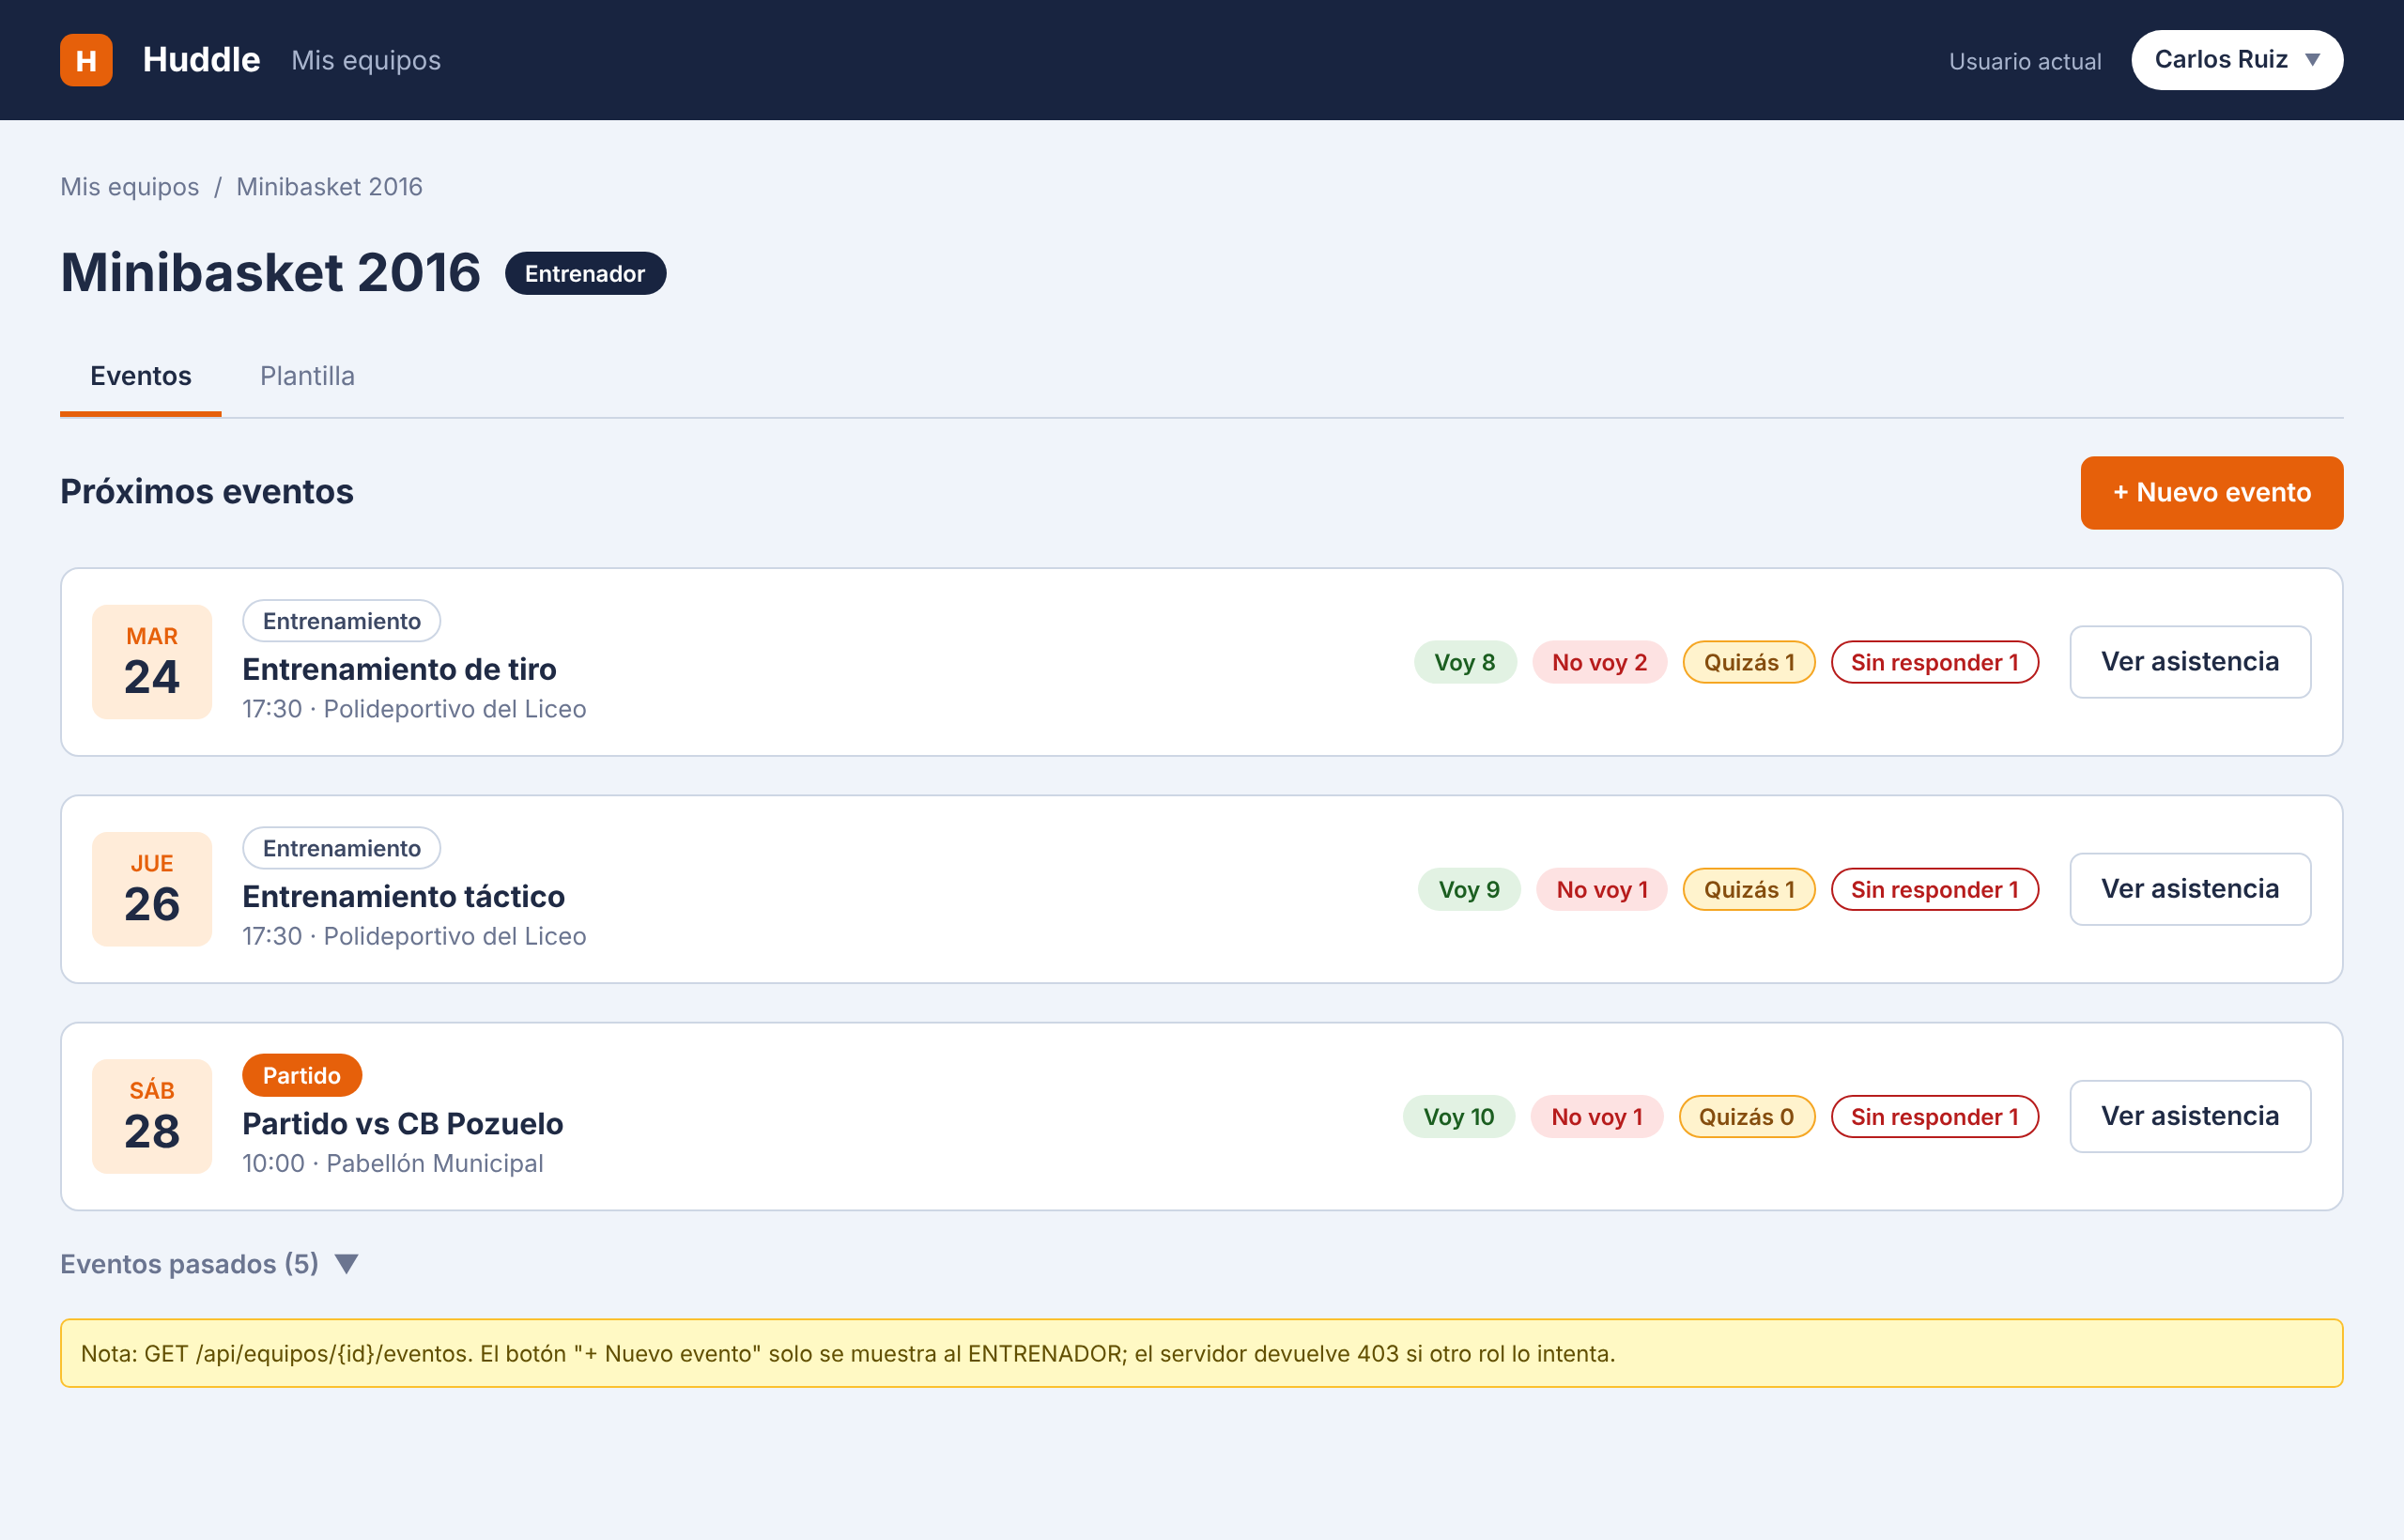 H Huddle Mis equipos Usuario actual Carlos Ruiz ▼
Mis equipos / Minibasket 2016
Minibasket 2016 Entrenador
Eventos Plantilla
Próximos eventos + Nuevo evento
MAR
24
Entrenamiento
Entrenamiento de tiro
17:30 · Polideportivo del Liceo
Voy 8 No voy 2 Quizás 1 Sin responder 1 Ver asistencia
JUE
26
Entrenamiento
Entrenamiento táctico
17:30 · Polideportivo del Liceo
Voy 9 No voy 1 Quizás 1 Sin responder 1 Ver asistencia
SÁB
28
Partido
Partido vs CB Pozuelo
10:00 · Pabellón Municipal
Voy 10 No voy 1 Quizás 0 Sin responder 1 Ver asistencia
Eventos pasados (5) ▼
Nota: GET /api/equipos/{id}/eventos. El botón "+ Nuevo evento" solo se muestra al ENTRENADOR; el servidor devuelve 403 si otro rol lo intenta.